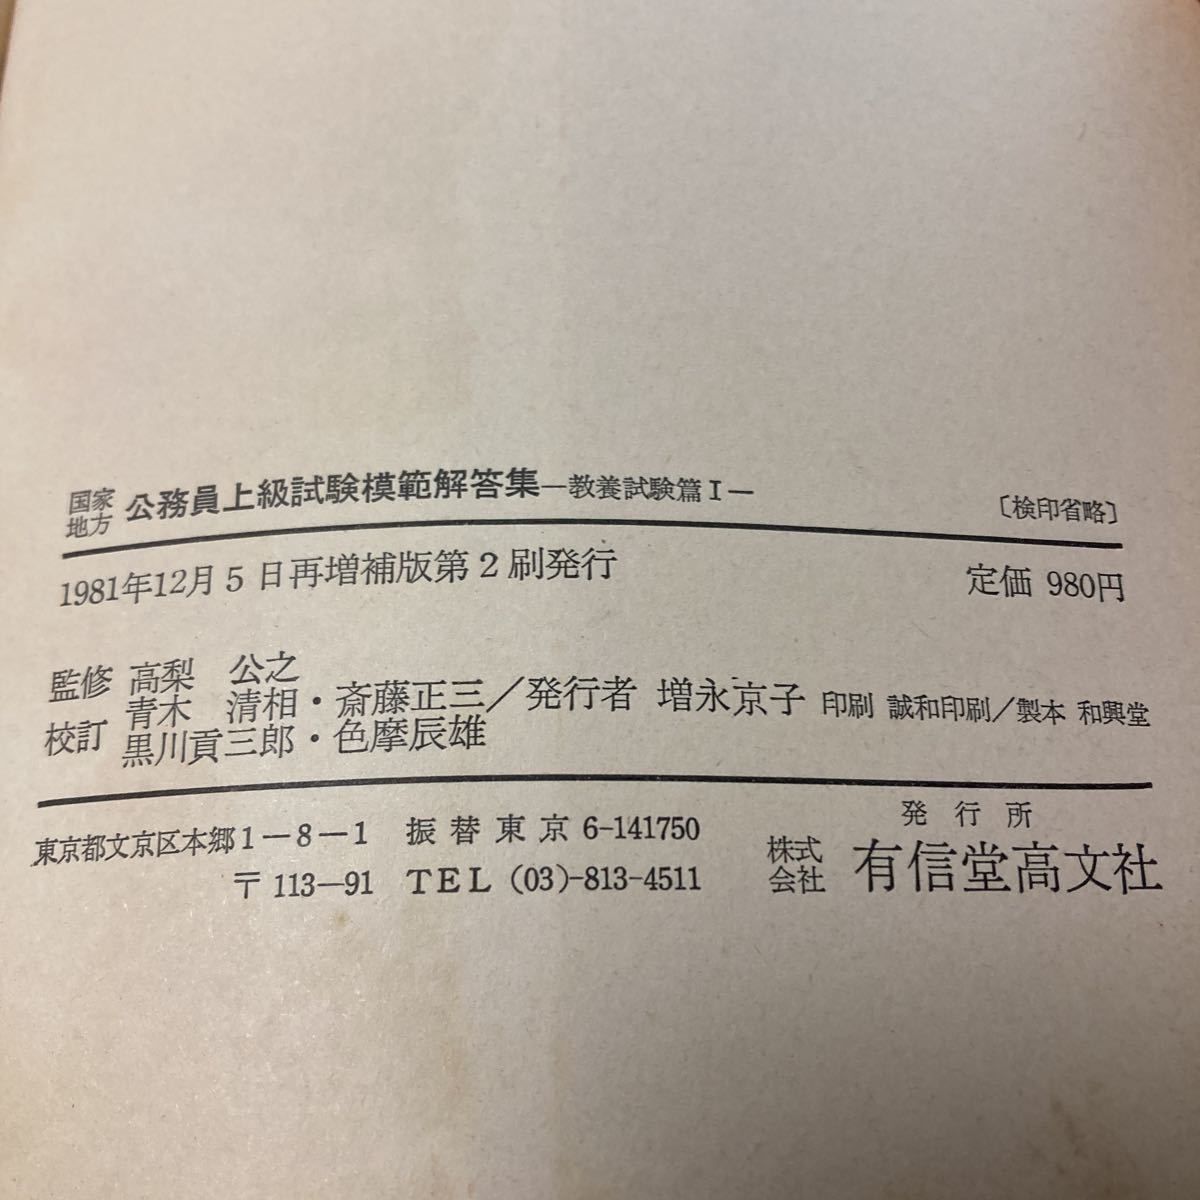 国家
地方 公務員上級試験模範解答集―教養試験篇I― 〔検印省略〕
1981年12月5日再増補版第2刷発行 定価 980円
監修 高梨 公之
青木 清相・斎藤正三／発行者 増永京子 印刷 誠和印刷／製本 和興堂
校訂 黒川貢三郎・色摩辰雄
発行所
東京都文京区本郷1－8－1 振替東京 6-141750
株式会社 有信堂高文社
〒113－91 TEL (03)-813-4511